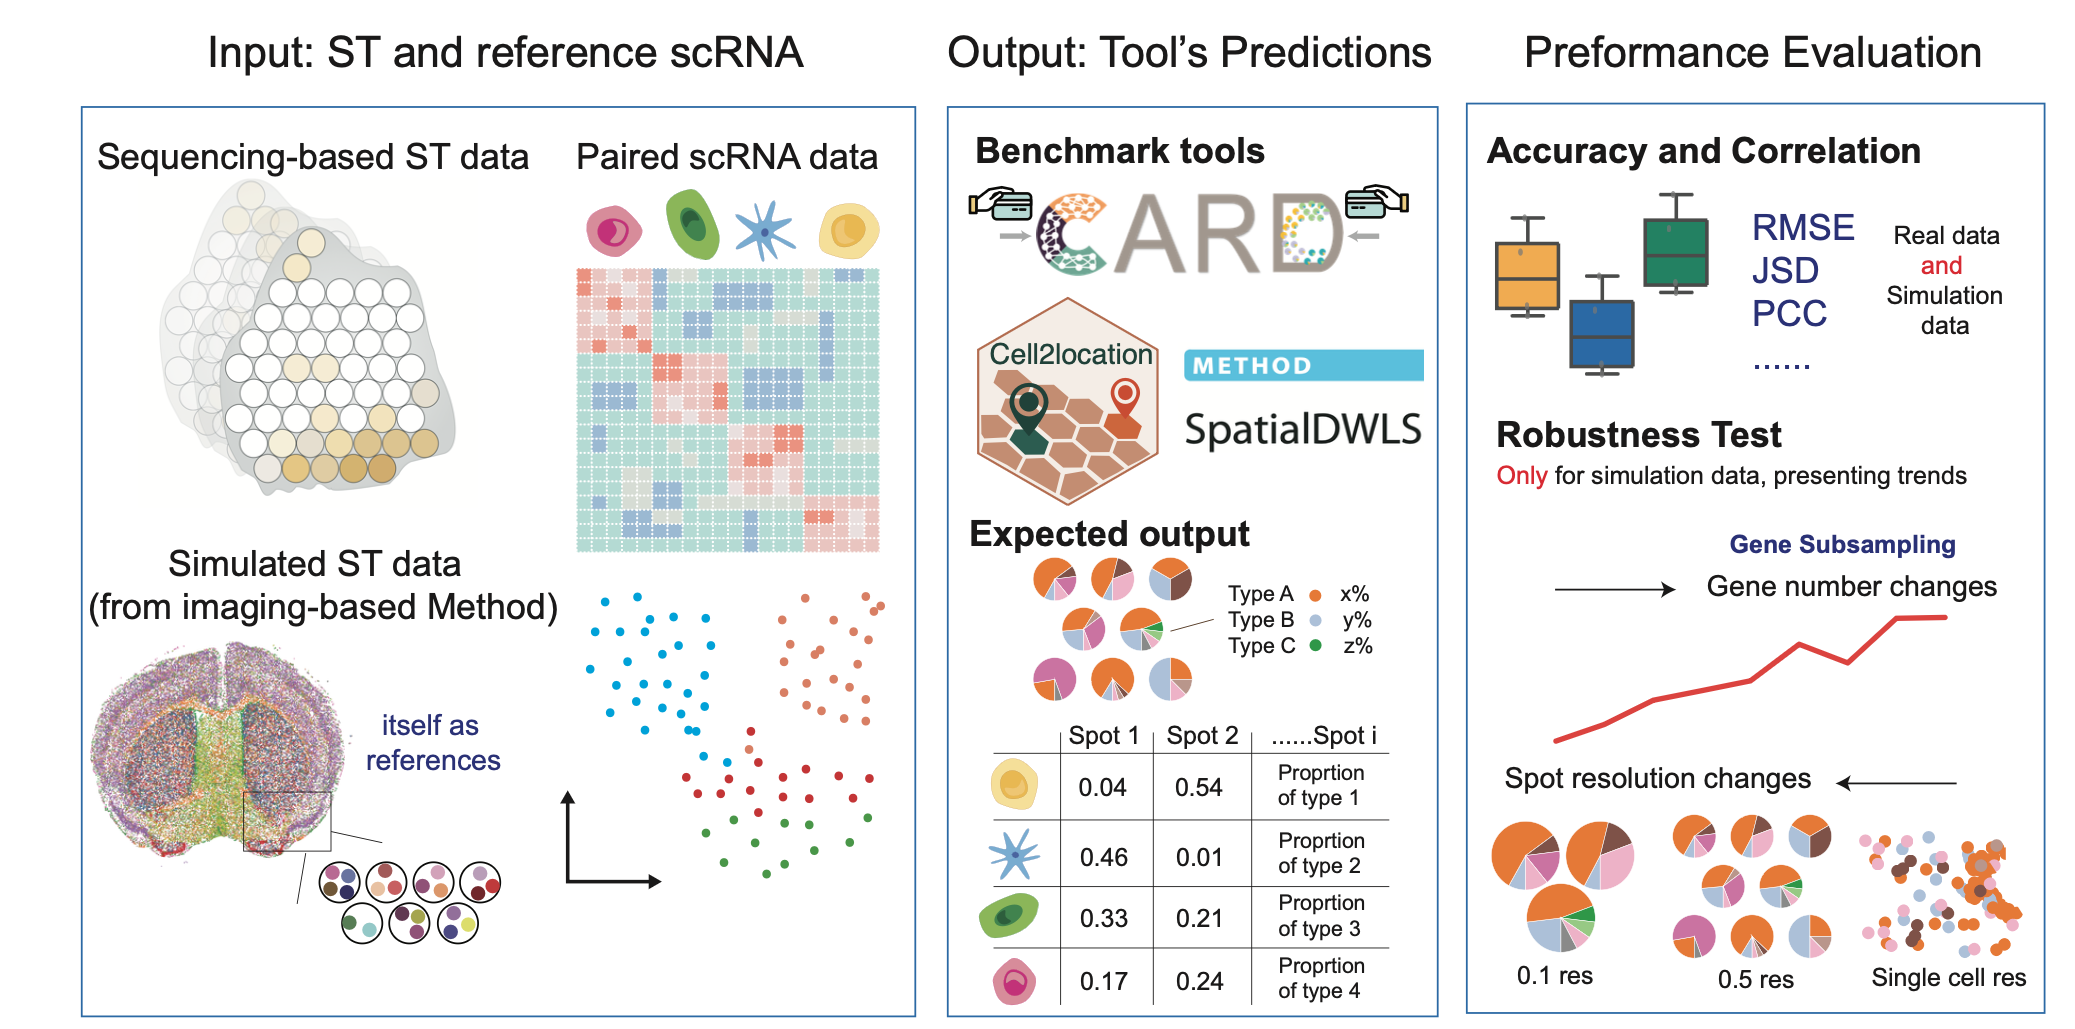 Input: ST and reference scRNA
Sequencing-based ST data
Paired scRNA data
Simulated ST data
(from imaging-based Method)
itself as
references
Output: Tool's Predictions
Benchmark tools
CARD
Cell2location
METHOD
SpatialDWLS
Expected output
Type A x%
Type B y%
Type C z%
Spot 1 Spot 2 ......Spot i
0.04 0.54 Proprtion
of type 1
0.46 0.01 Proprtion
of type 2
0.33 0.21 Proprtion
of type 3
0.17 0.24 Proprtion
of type 4
Preformance Evaluation
Accuracy and Correlation
RMSE
JSD
PCC
......
Real data
and
Simulation
data
Robustness Test
Only for simulation data, presenting trends
Gene Subsampling
Gene number changes
Spot resolution changes
0.1 res
0.5 res
Single cell res